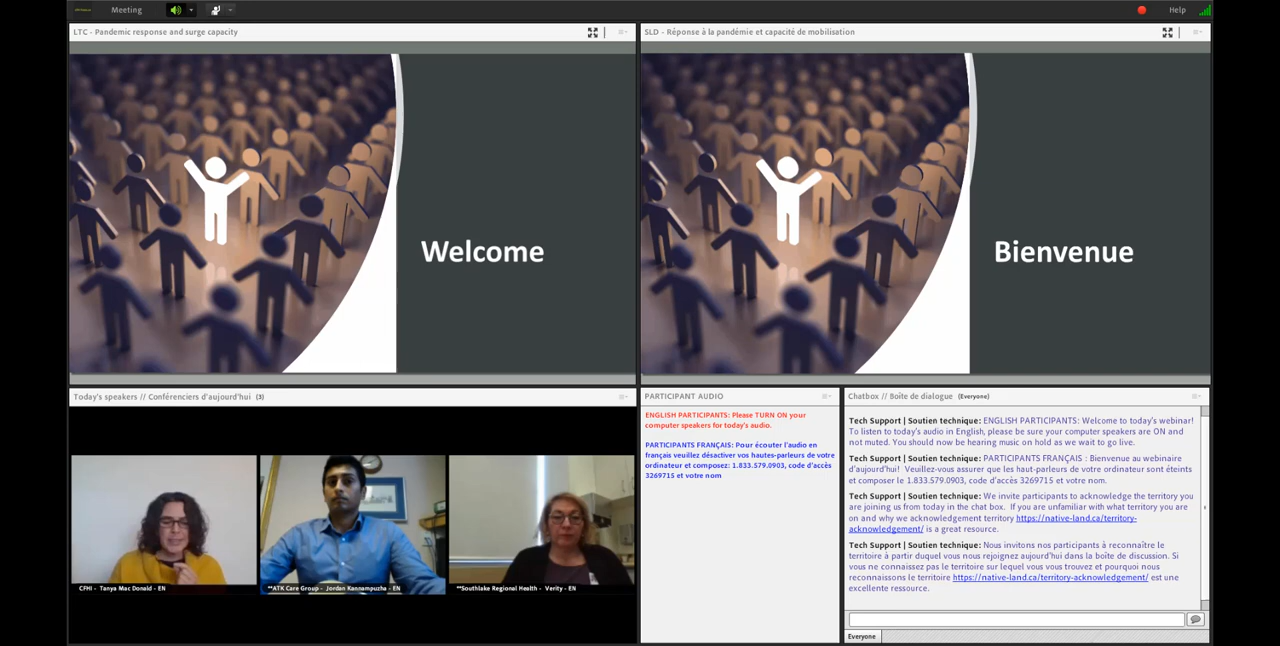 Meeting
Help
LTC - Pandemic response and surge capacity
SLD - Réponse à la pandémie et capacité de mobilisation
Welcome
Bienvenue
Today's speakers // Conférenciers d'aujourd'hui (3)
CFHI - Tanya Mac Donald - EN
**ATK Care Group - Jordan Kannampuzha - EN
**Southlake Regional Health - Verity - EN
PARTICIPANT AUDIO
ENGLISH PARTICIPANTS: Please TURN ON your
computer speakers for today's audio.
PARTICIPANTS FRANÇAIS: Pour écouter l'audio en
français veuillez désactiver vos hautes-parleurs de votre
ordinateur et composez: 1.833.579.0903, code d'accès
3269715 et votre nom
Chatbox // Boîte de dialogue (Everyone)
Tech Support | Soutien technique: ENGLISH PARTICIPANTS: Welcome to today's webinar!
To listen to today's audio in English, please be sure your computer speakers are ON and
not muted. You should now be hearing music on hold as we wait to go live.
Tech Support | Soutien technique: PARTICIPANTS FRANÇAIS : Bienvenue au webinaire
d'aujourd'hui! Veuillez-vous assurer que les haut-parleurs de votre ordinateur sont éteints
et composer le 1.833.579.0903, code d'accès 3269715 et votre nom.
Tech Support | Soutien technique: We invite participants to acknowledge the territory you
are joining us from today in the chat box. If you are unfamiliar with what territory you are
on and why we acknowledgement territory https://native-land.ca/territory-
acknowledgement/ is a great resource.
Tech Support | Soutien technique: Nous invitons nos participants à reconnaître le
territoire à partir duquel vous nous rejoignez aujourd'hui dans la boîte de discussion. Si
vous ne connaissez pas le territoire sur lequel vous vous trouvez et pourquoi nous
reconnaissons le territoire https://native-land.ca/territory-acknowledgement/ est une
excellente ressource.
Everyone